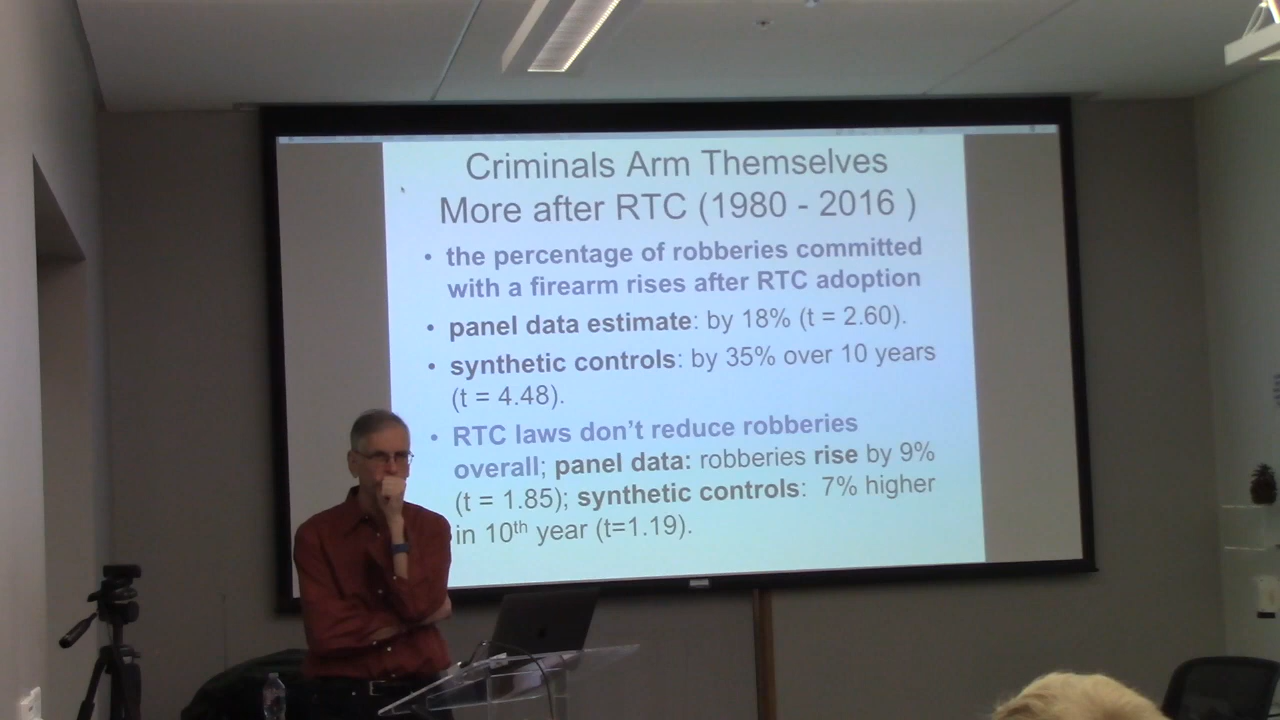 Criminals Arm Themselves
More after RTC (1980 - 2016 )
• the percentage of robberies committed
with a firearm rises after RTC adoption
• panel data estimate: by 18% (t = 2.60).
• synthetic controls: by 35% over 10 years
(t = 4.48).
• RTC laws don't reduce robberies
overall; panel data: robberies rise by 9%
(t = 1.85); synthetic controls: 7% higher
in 10th year (t=1.19).